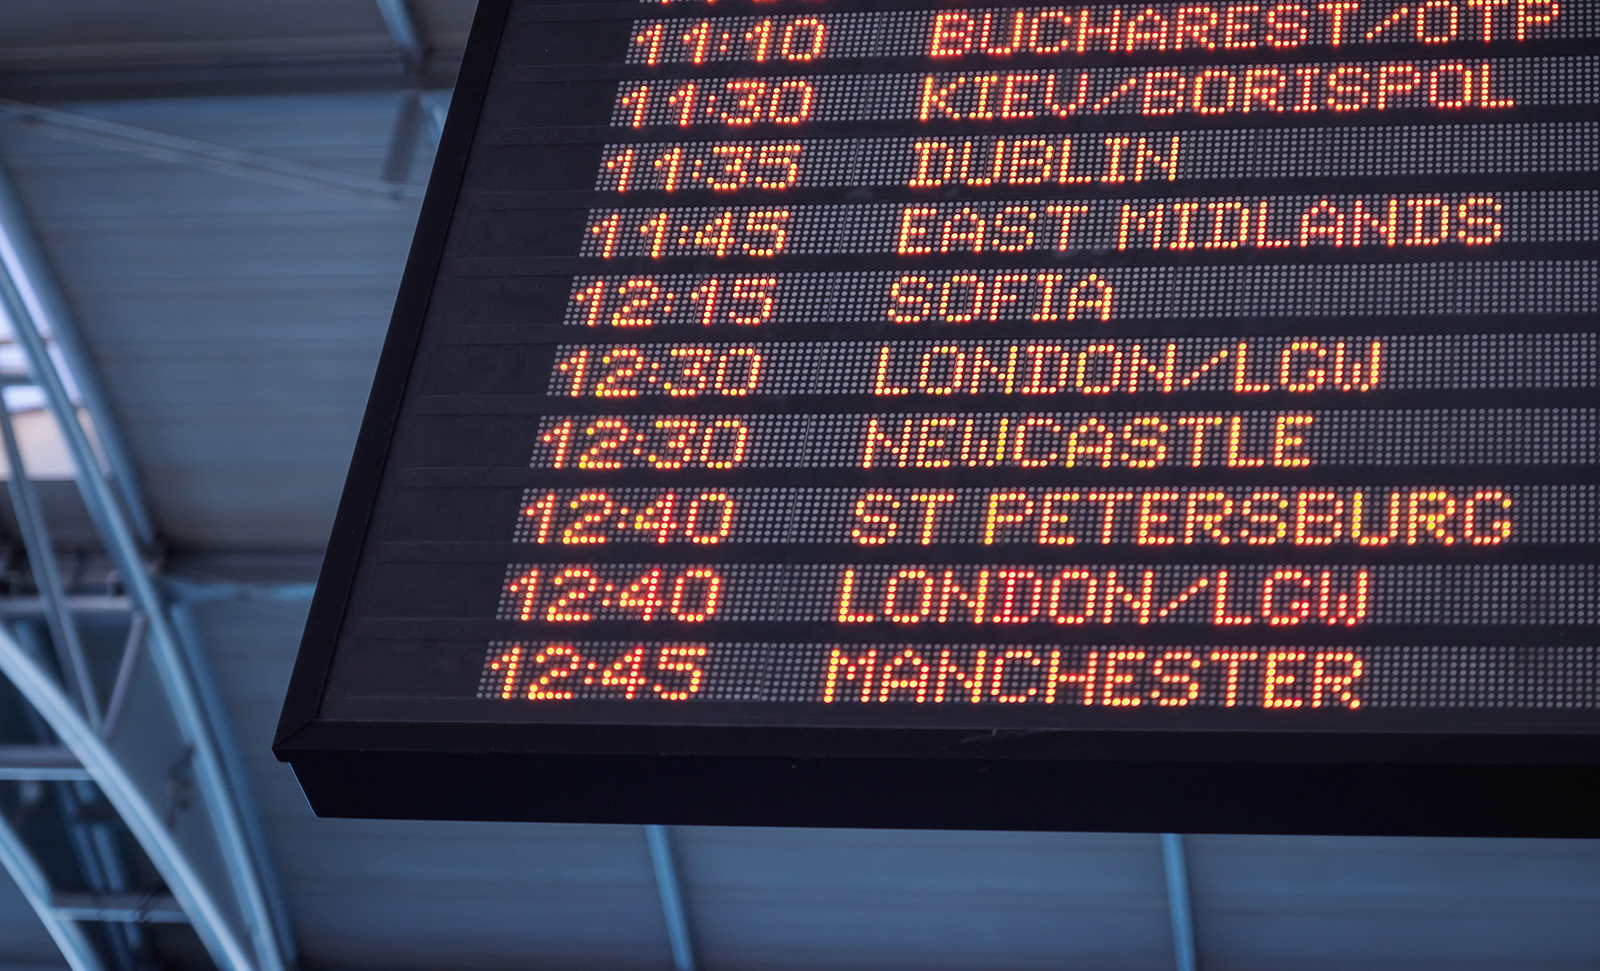 11:10 BUCHAREST/OTP
11:30 KIEV/BORISPOL
11:35 DUBLIN
11:45 EAST MIDLANDS
12:15 SOFIA
12:30 LONDON/LGW
12:30 NEWCASTLE
12:40 ST PETERSBURG
12:40 LONDON/LGW
12:45 MANCHESTER